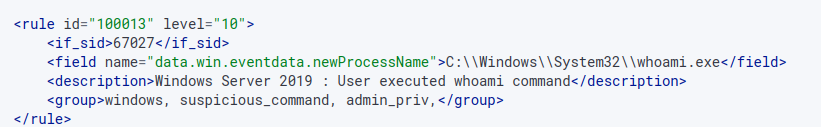 <rule id="100013" level="10">
<if_sid>67027</if_sid>
<field name="data.win.eventdata.newProcessName">C:\\Windows\\System32\\whoami.exe</field>
<description>Windows Server 2019 : User executed whoami command</description>
<group>windows, suspicious_command, admin_priv,</group>
</rule>